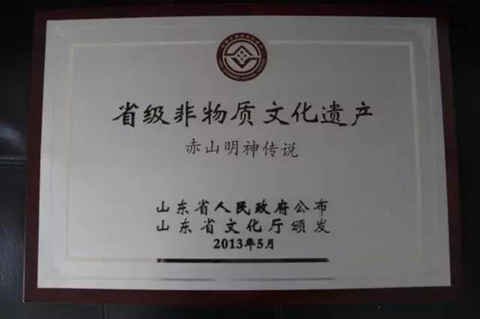 省级非物质文化遗产
赤山明神传说
山东省人民政府公布
山东省文化厅颁发
2013年5月